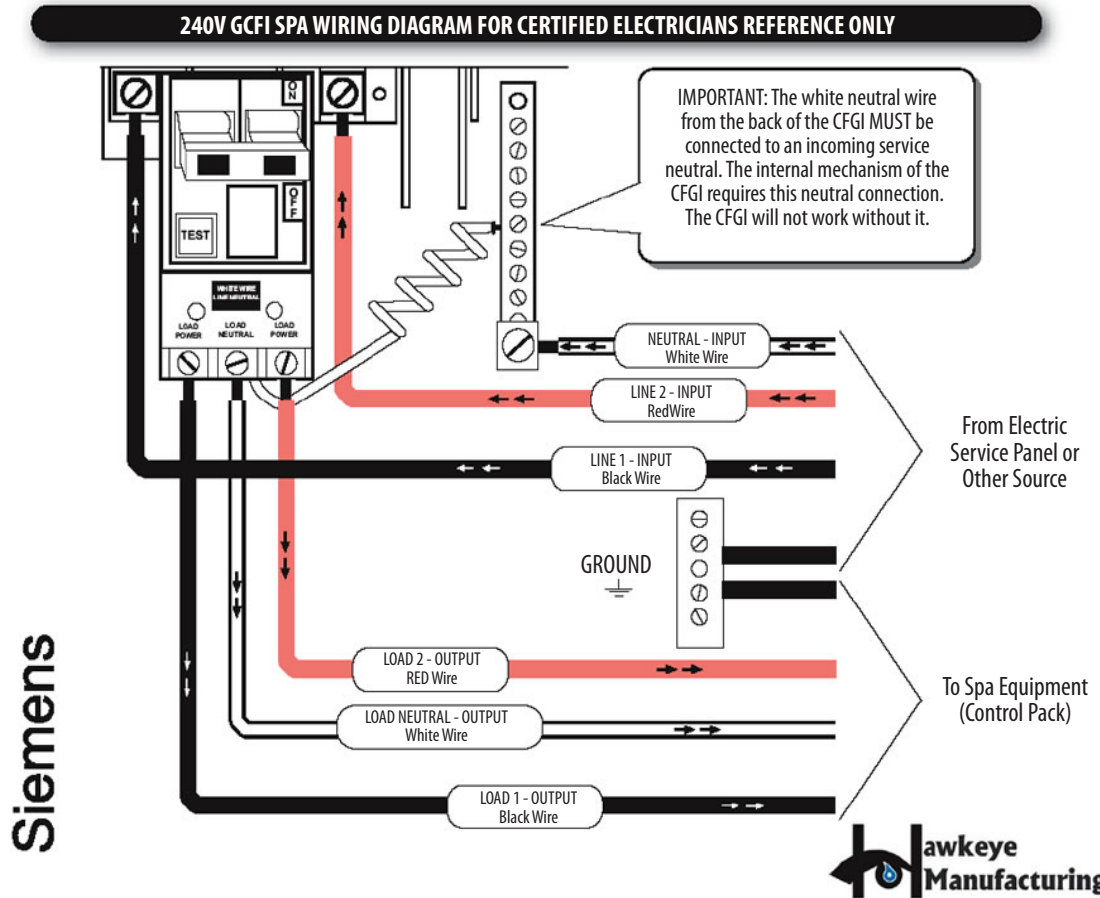 240V GCFI SPA WIRING DIAGRAM FOR CERTIFIED ELECTRICIANS REFERENCE ONLY
IMPORTANT: The white neutral wire
from the back of the CFGI MUST be
connected to an incoming service
neutral. The internal mechanism of the
CFGI requires this neutral connection.
The CFGI will not work without it.
ON
OFF
TEST
WHITE WIRE
LINE NEUTRAL
LOAD
POWER
LOAD
NEUTRAL
LOAD
POWER
NEUTRAL - INPUT
White Wire
LINE 2 - INPUT
RedWire
LINE 1 - INPUT
Black Wire
From Electric
Service Panel or
Other Source
GROUND
LOAD 2 - OUTPUT
RED Wire
LOAD NEUTRAL - OUTPUT
White Wire
LOAD 1 - OUTPUT
Black Wire
To Spa Equipment
(Control Pack)
Siemens
Hawkeye
Manufacturing